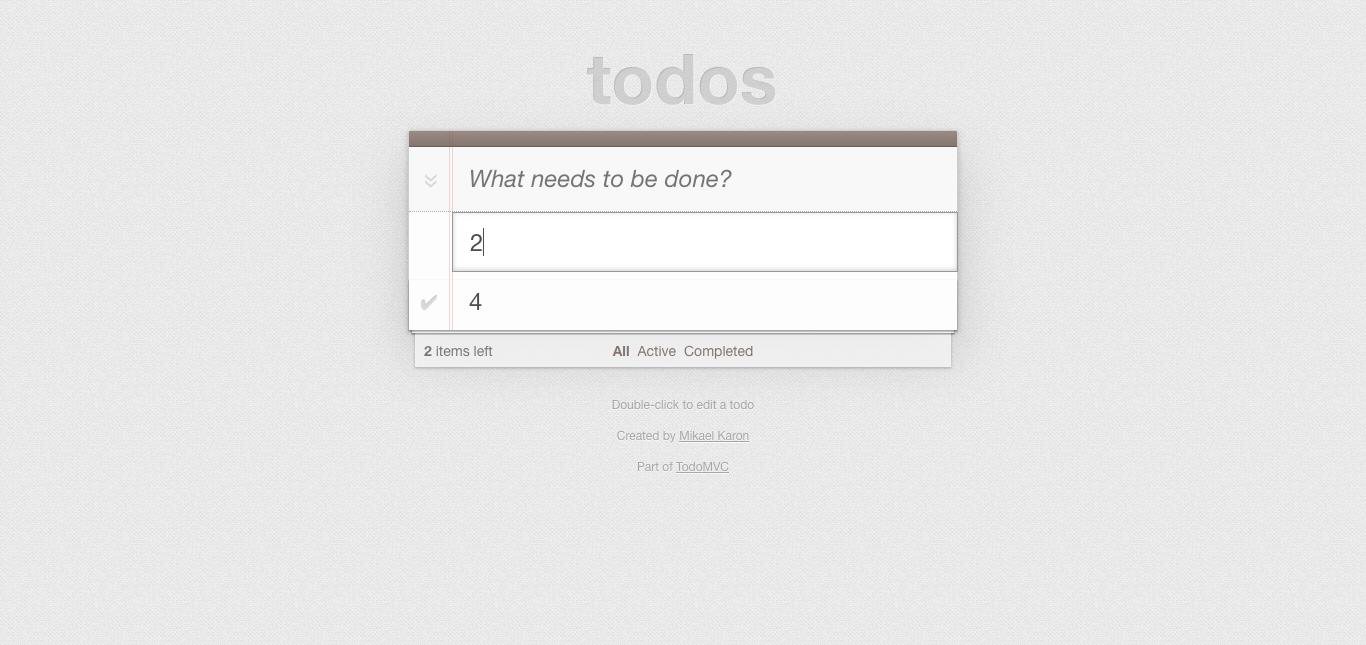 todos
What needs to be done?
2
4
2 items left All Active Completed
Double-click to edit a todo
Created by Mikael Karon
Part of TodoMVC